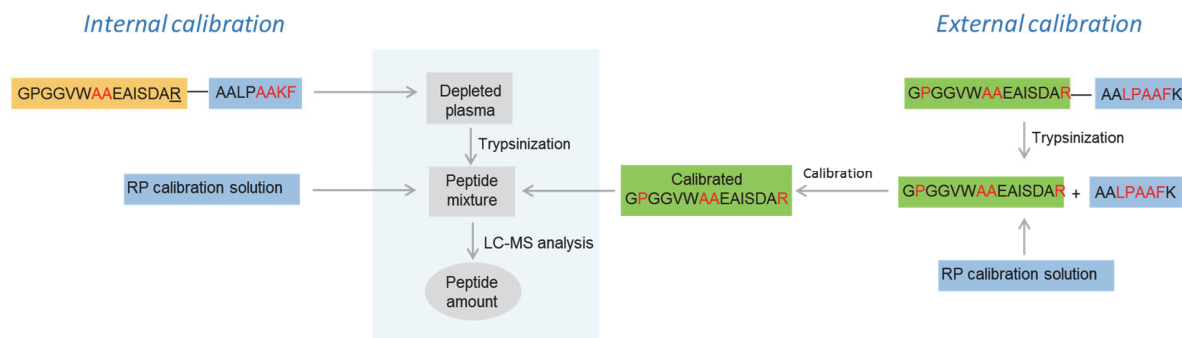 Internal calibration
External calibration
GPGGVWAAEAISDAR
AALPAAKF
Depleted
plasma
GPGGVWAAEAISDAR
AALPAAFK
Trypsinization
Trypsinization
RP calibration solution
Peptide
mixture
Calibrated
GPGGVWAAEAISDAR
Calibration
GPGGVWAAEAISDAR
+
AALPAAFK
LC-MS analysis
RP calibration solution
Peptide
amount